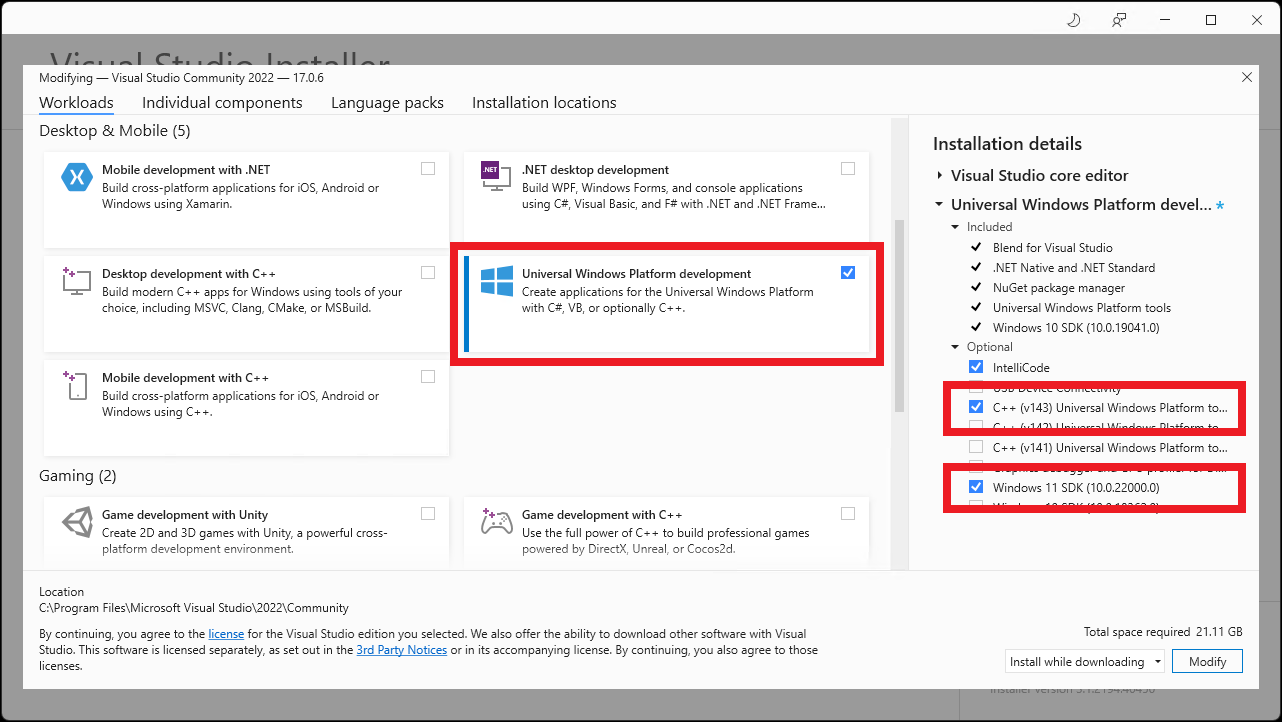 Visual Studio Installer
Modifying — Visual Studio Community 2022 — 17.0.6
Workloads
Individual components
Language packs
Installation locations
Desktop & Mobile (5)
Mobile development with .NET
Build cross-platform applications for iOS, Android or
Windows using Xamarin.
.NET
.NET desktop development
Build WPF, Windows Forms, and console applications
using C#, Visual Basic, and F# with .NET and .NET Frame...
Desktop development with C++
Build modern C++ apps for Windows using tools of your
choice, including MSVC, Clang, CMake, or MSBuild.
Universal Windows Platform development
Create applications for the Universal Windows Platform
with C#, VB, or optionally C++.
Mobile development with C++
Build cross-platform applications for iOS, Android or
Windows using C++.
Gaming (2)
Game development with Unity
Create 2D and 3D games with Unity, a powerful cross-
platform development environment.
Game development with C++
Use the full power of C++ to build professional games
powered by DirectX, Unreal, or Cocos2d.
Installation details
Visual Studio core editor
Universal Windows Platform devel... *
Included
Blend for Visual Studio
.NET Native and .NET Standard
NuGet package manager
Universal Windows Platform tools
Windows 10 SDK (10.0.19041.0)
Optional
IntelliCode
USB Device Connectivity
C++ (v143) Universal Windows Platform to...
C++ (v142) Universal Windows Platform to...
C++ (v141) Universal Windows Platform to...
Windows 11 SDK (10.0.22000.0)
Location
C:\Program Files\Microsoft Visual Studio\2022\Community
By continuing, you agree to the license for the Visual Studio edition you selected. We also offer the ability to download other software with Visual
Studio. This software is licensed separately, as set out in the 3rd Party Notices or in its accompanying license. By continuing, you also agree to those
licenses.
Total space required 21.11 GB
Install while downloading
Modify